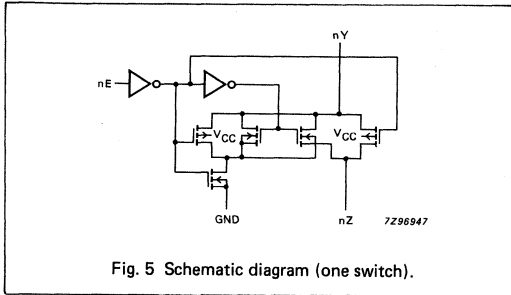 nY
nE
VCC
VCC
GND
nZ
7Z96947
Fig. 5 Schematic diagram (one switch).